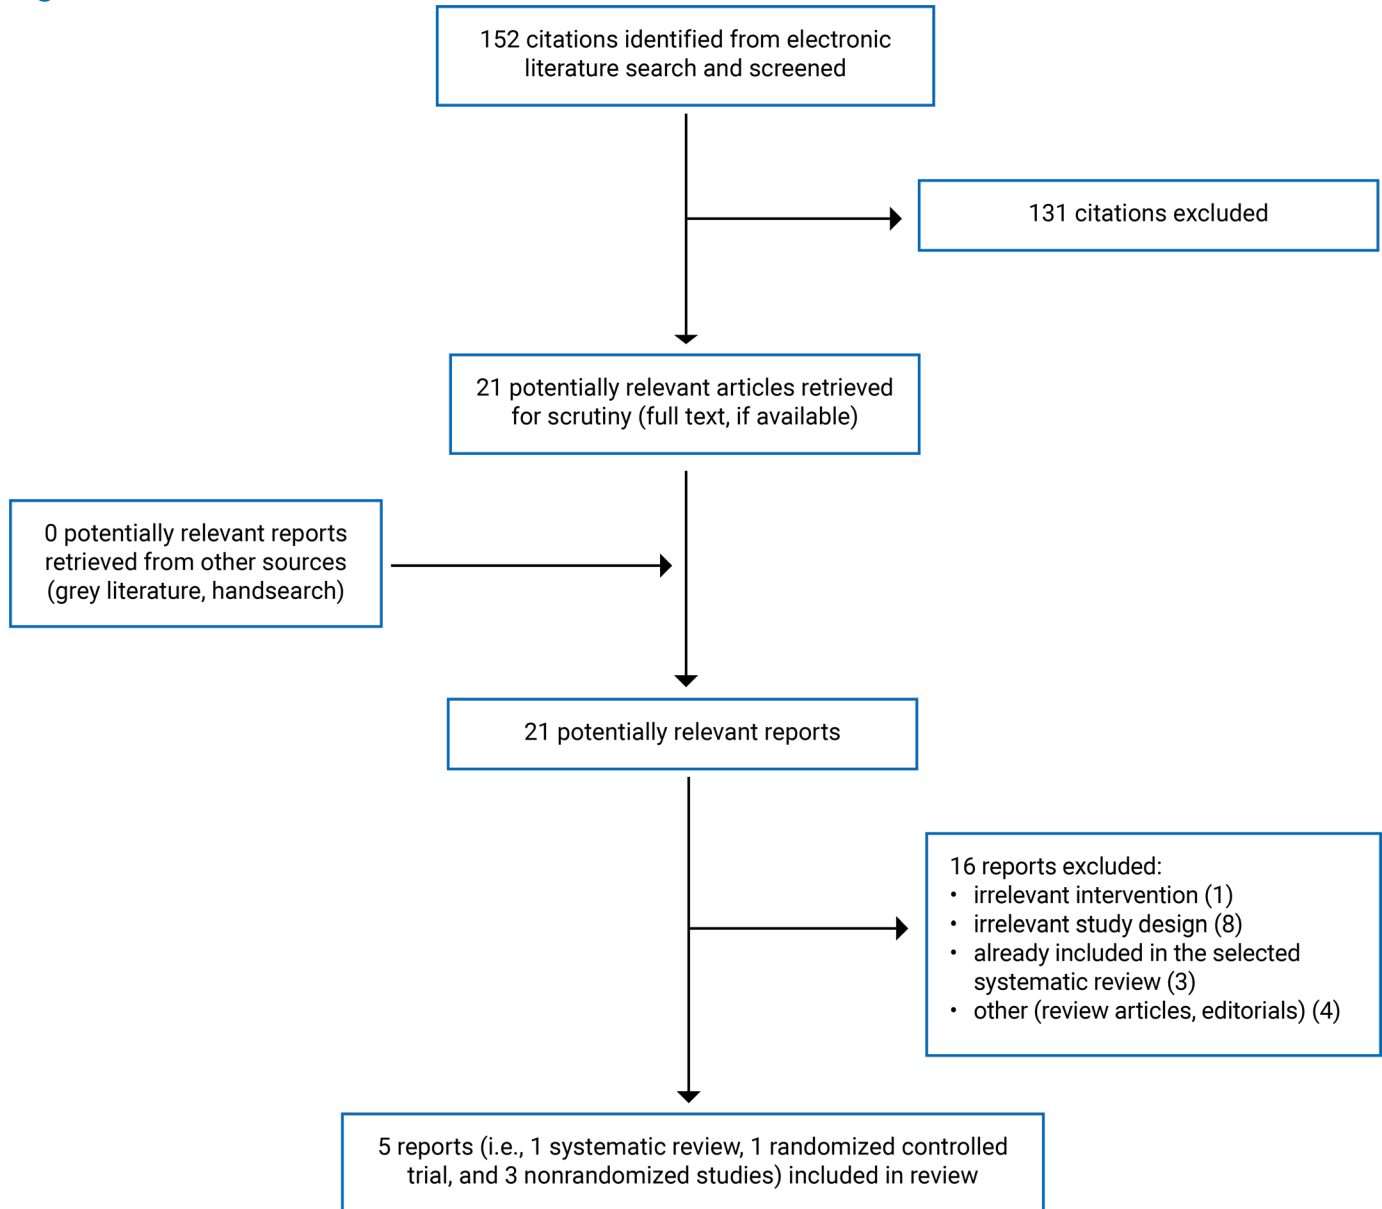 152 citations identified from electronic
literature search and screened
131 citations excluded
21 potentially relevant articles retrieved
for scrutiny (full text, if available)
0 potentially relevant reports
retrieved from other sources
(grey literature, handsearch)
21 potentially relevant reports
16 reports excluded:
• irrelevant intervention (1)
• irrelevant study design (8)
• already included in the selected
systematic review (3)
• other (review articles, editorials) (4)
5 reports (i.e., 1 systematic review, 1 randomized controlled
trial, and 3 nonrandomized studies) included in review